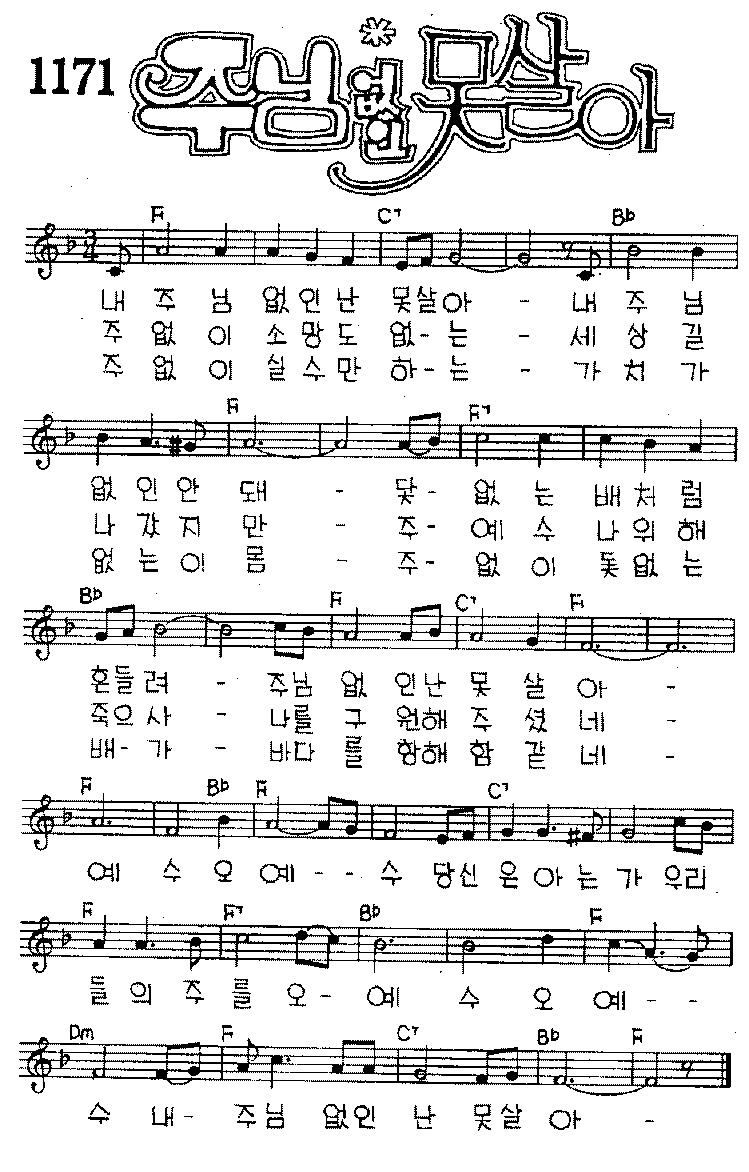 1171 주님없인 못살아
F C7 Bb
내 주 님 없인난 못살아 - 내 주 님
주 없 이 소망도 없-는 - 세 상 길
주 없 이 실수만 하-는 - 가 처 가
F F7
없인안 돼 - 닻- 없 는 배처럼
나 갔지 만 - 주- 예 수 나위해
없는이 몸 - 주- 없 이 돛없는
Bb F C7 F
흔들려 - 주님 없 인난 못 살 아 -
죽으사 - 나를 구 원해 주 셨 네 -
배-가 - 바다 를 항해 함 같 네 -
F Bb F C7
예 수 오 예 - - 수 당신 은 아 는 가 우리
F F7 Bb F
들 의 주 를 오 - 예 수 오 예 - -
Dm F C7 Bb F
수 내- 주님 없인 난 못살 아 -